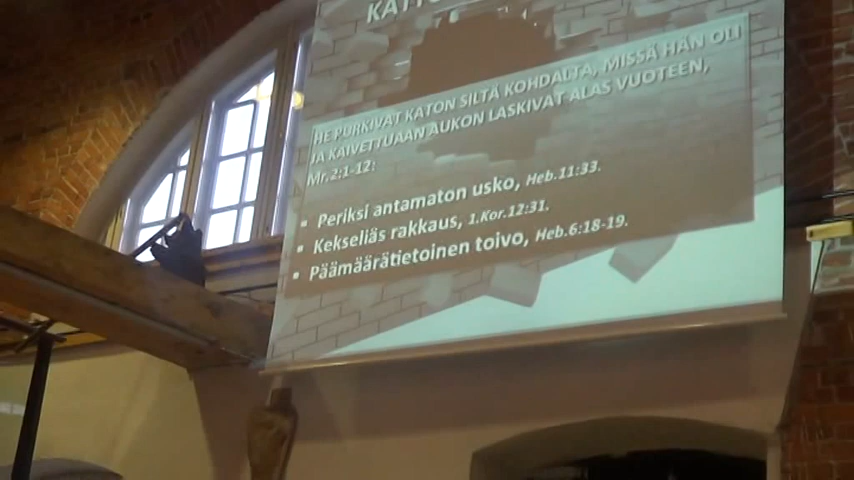 HE PURKIVAT KATON SILTÄ KOHDALTA, MISSÄ HÄN OLI
JA KAIVETTUAAN AUKON LASKIVAT ALAS VUOTEEN,
Mr.2:1-12:
▪ Periksi antamaton usko, Heb.11:33.
▪ Kekseliäs rakkaus, 1.Kor.12:31.
▪ Päämäärätietoinen toivo, Heb.6:18-19.